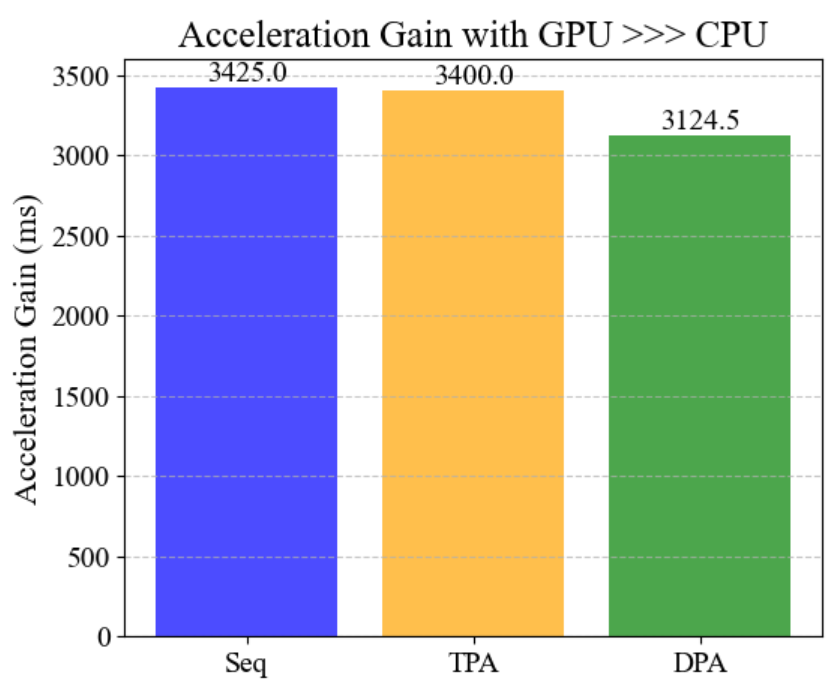 Acceleration Gain with GPU >>> CPU
3425.0
3400.0
3124.5
Acceleration Gain (ms)
3500
3000
2500
2000
1500
1000
500
0
Seq
TPA
DPA